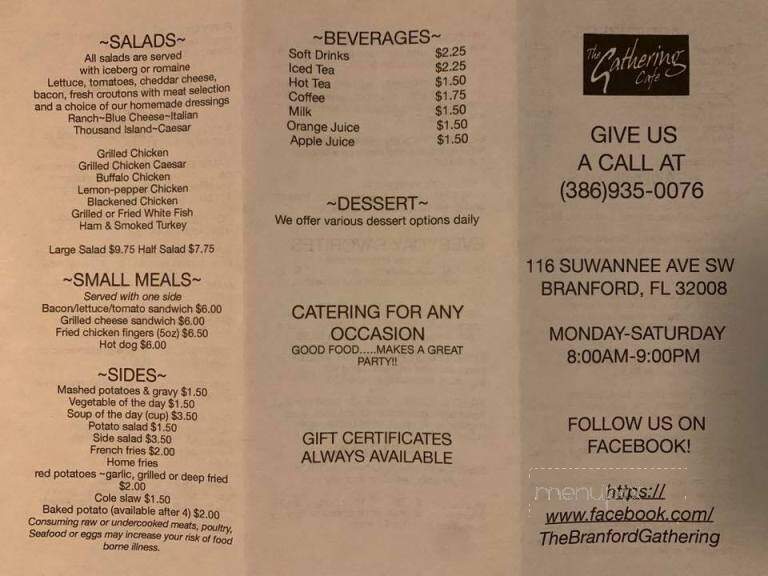 ~SALADS~
All salads are served
with iceberg or romaine
Lettuce, tomatoes, cheddar cheese,
bacon, fresh croutons with meat selection
and a choice of our homemade dressings
Ranch~Blue Cheese~Italian
Thousand Island~Caesar
Grilled Chicken
Grilled Chicken Caesar
Buffalo Chicken
Lemon-pepper Chicken
Blackened Chicken
Grilled or Fried White Fish
Ham & Smoked Turkey
Large Salad $9.75 Half Salad $7.75
~SMALL MEALS~
Served with one side
Bacon/lettuce/tomato sandwich $6.00
Grilled cheese sandwich $6.00
Fried chicken fingers (5oz) $6.50
Hot dog $6.00
~SIDES~
Mashed potatoes & gravy $1.50
Vegetable of the day $1.50
Soup of the day (cup) $3.50
Potato salad $1.50
Side salad $3.50
French fries $2.00
Home fries
red potatoes ~garlic, grilled or deep fried
$2.00
Cole slaw $1.50
Baked potato (available after 4) $2.00
Consuming raw or undercooked meats, poultry,
Seafood or eggs may increase your risk of food
borne illness.
~BEVERAGES~
Soft Drinks $2.25
Iced Tea $2.25
Hot Tea $1.50
Coffee $1.75
Milk $1.50
Orange Juice $1.50
Apple Juice $1.50
~DESSERT~
We offer various dessert options daily
CATERING FOR ANY
OCCASION
GOOD FOOD.....MAKES A GREAT
PARTY!!
GIFT CERTIFICATES
ALWAYS AVAILABLE
The
Gathering
Cafe
GIVE US
A CALL AT
(386)935-0076
116 SUWANNEE AVE SW
BRANFORD, FL 32008
MONDAY-SATURDAY
8:00AM-9:00PM
FOLLOW US ON
FACEBOOK!
https://
www.facebook.com/
TheBranfordGathering